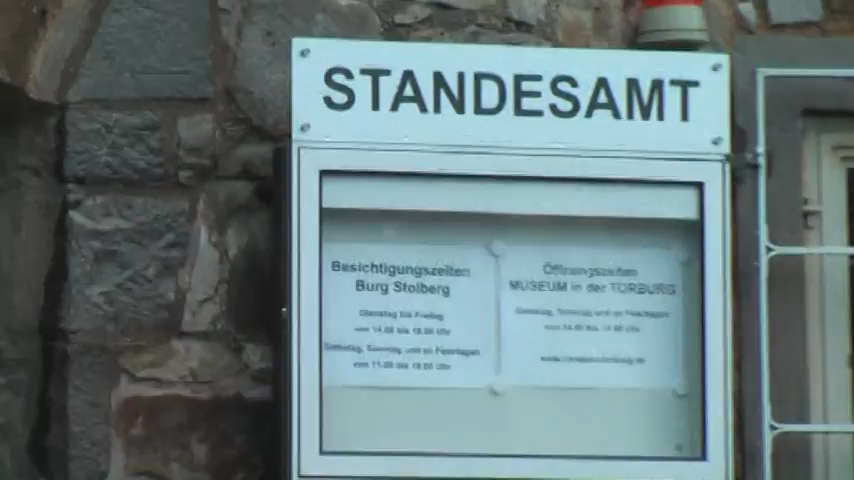 STANDESAMT
Besichtigungszeiten
Burg Stolberg
Dienstag bis Freitag
von 14.00 bis 18.00 Uhr
Samstag, Sonntag und an Feiertagen
von 11.00 bis 18.00 Uhr
Öffnungszeiten
MUSEUM in der TORBURG
Samstag, Sonntag und an Feiertagen
von 14.00 bis 18.00 Uhr